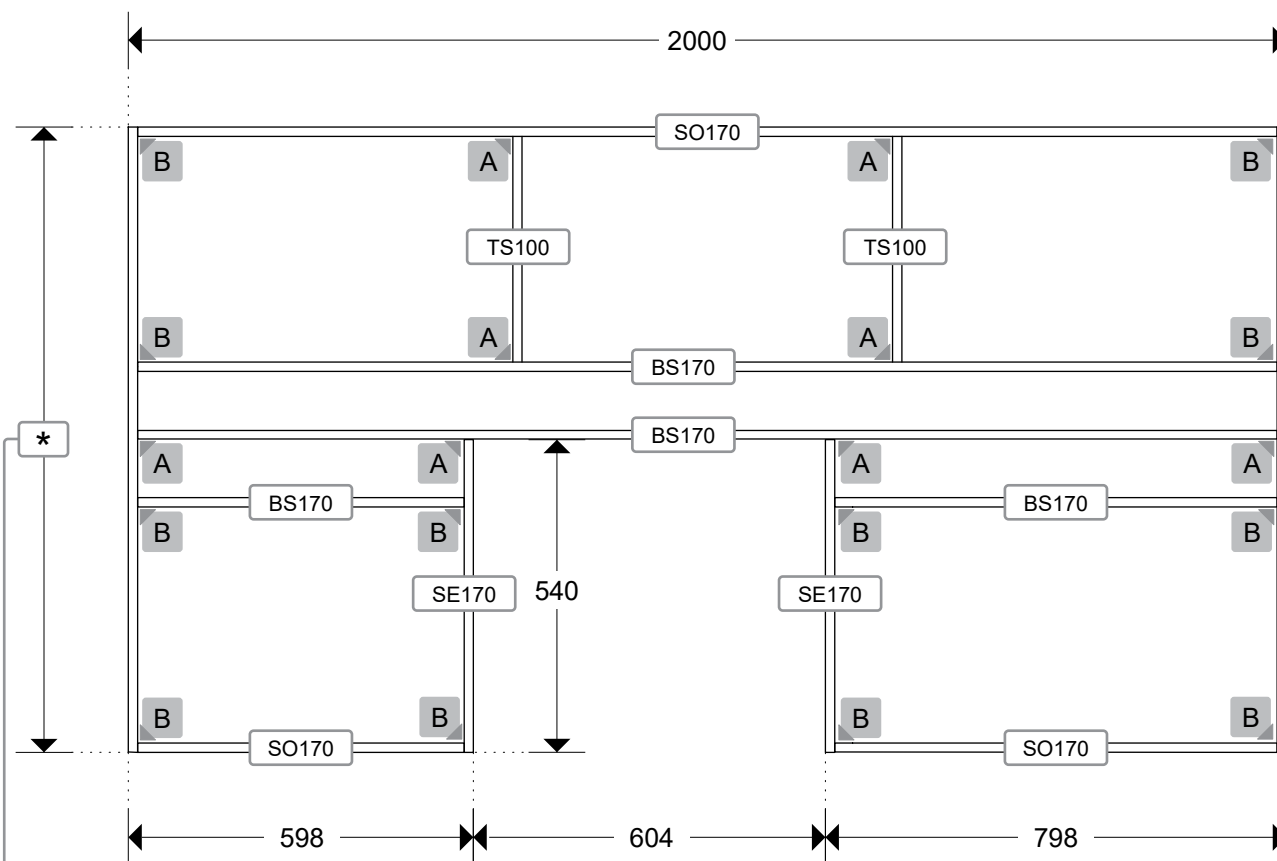 2000
SO170
B A A B
TS100 TS100
B A A B
BS170
*
BS170
A A A A
BS170 BS170
B B B B
SE170 540 SE170
B B B B
SO170 SO170
598 604 798